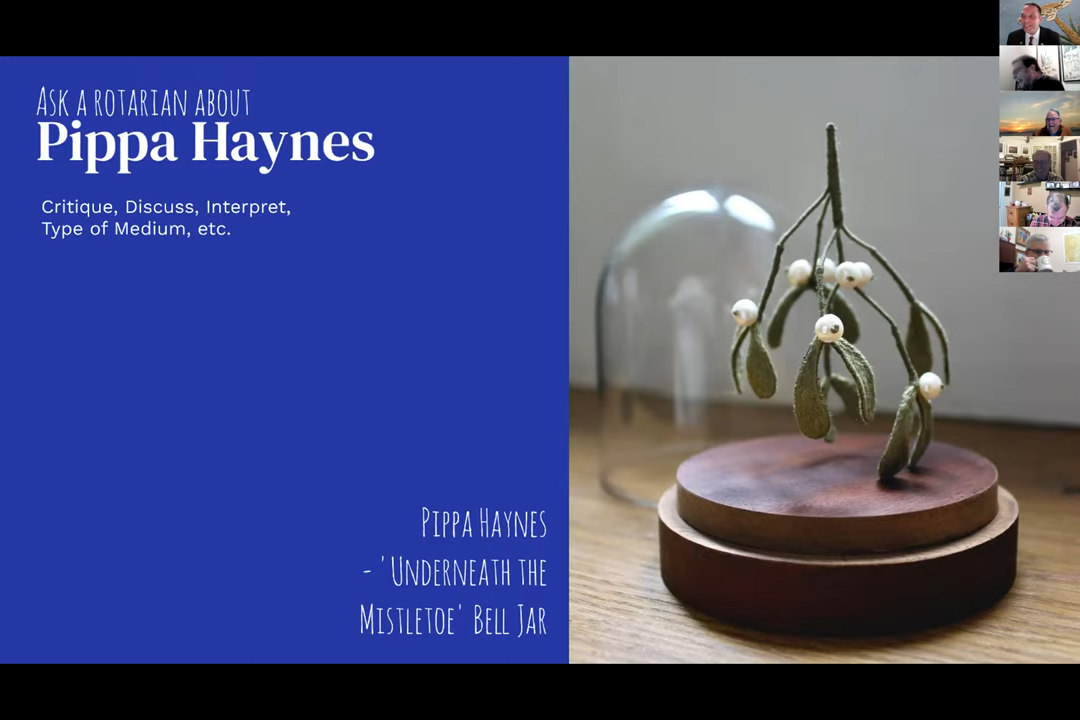 Ask a rotarian about
Pippa Haynes
Critique, Discuss, Interpret,
Type of Medium, etc.
Pippa Haynes
- 'Underneath the
Mistletoe' Bell Jar